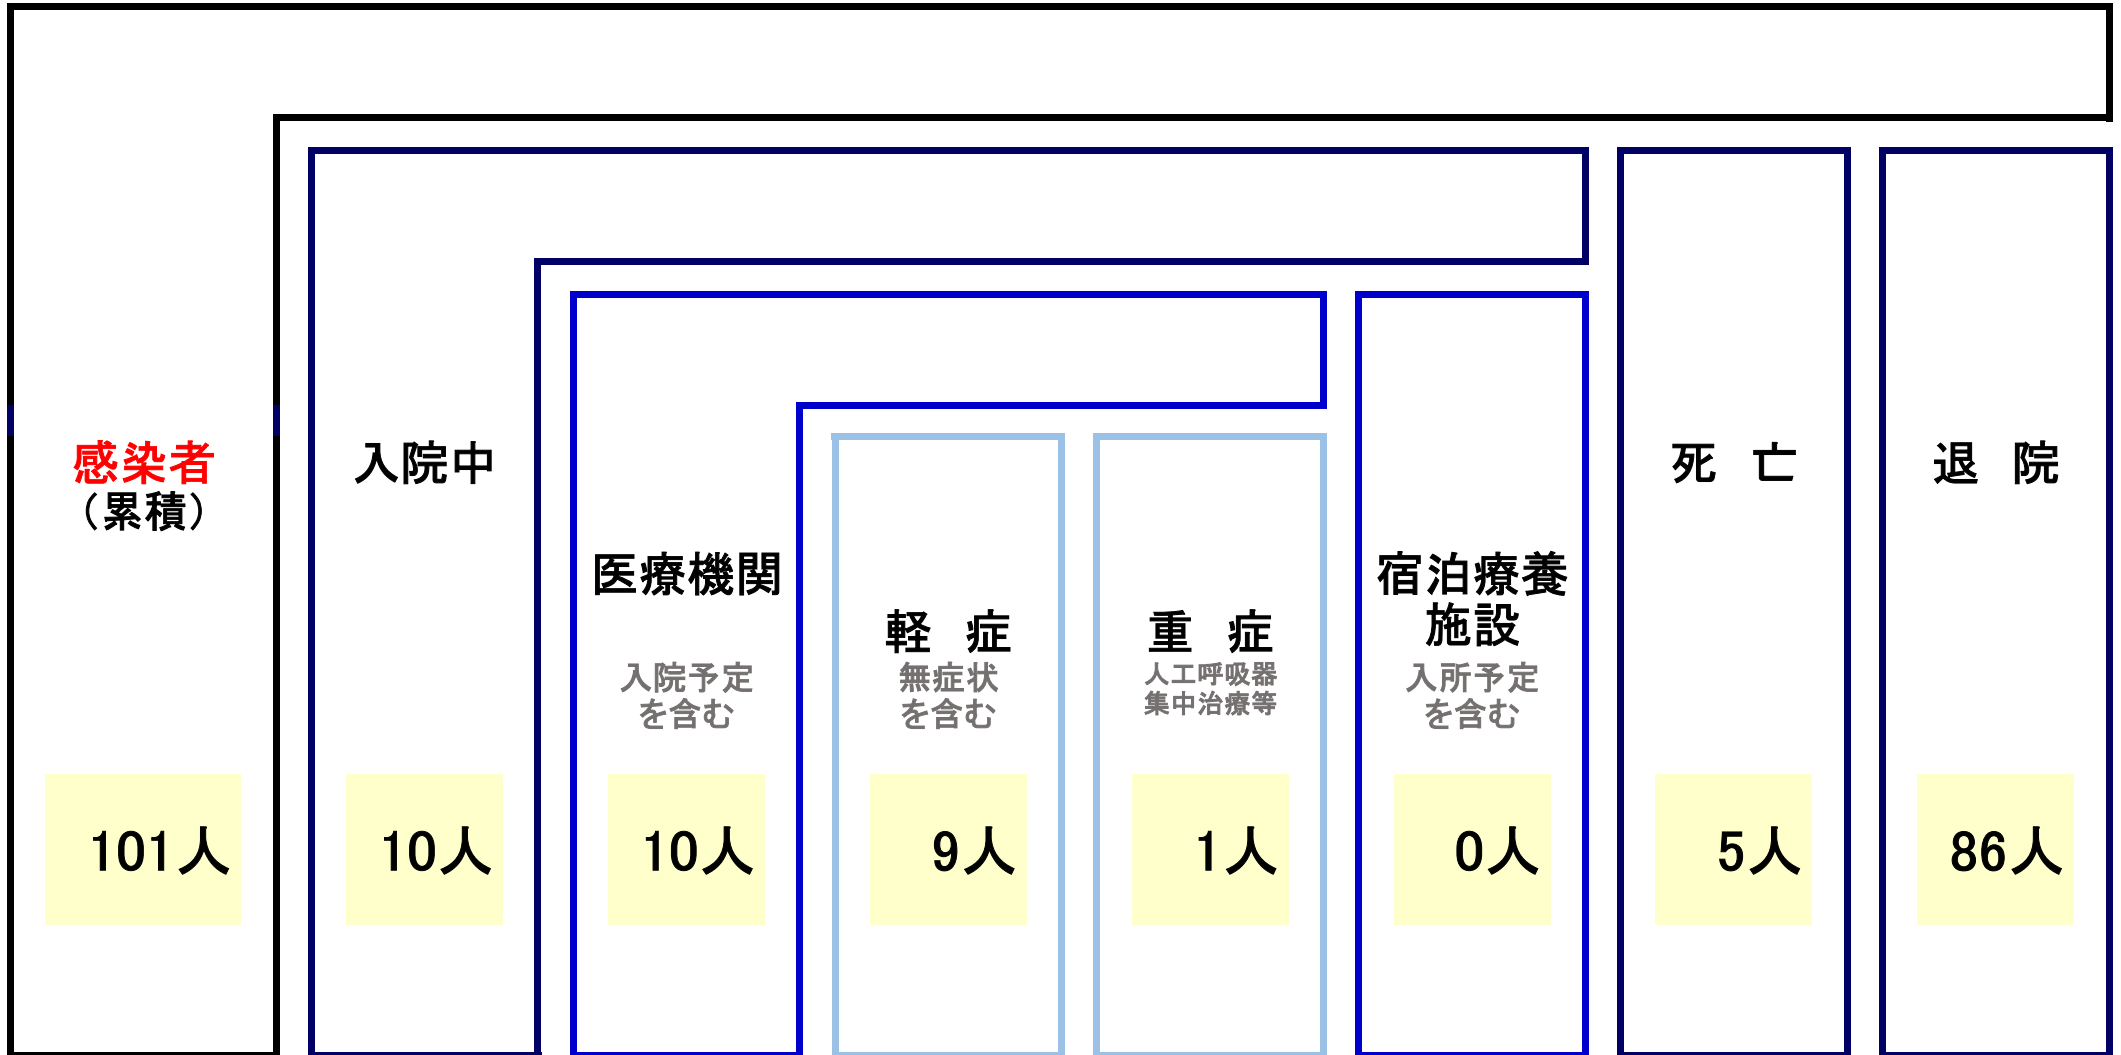 感染者
（累積）
101人
入院中
10人
医療機関
入院予定
を含む
10人
軽 症
無症状
を含む
9人
重 症
人工呼吸器
集中治療等
1人
宿泊療養
施設
入所予定
を含む
0人
死 亡
5人
退 院
86人